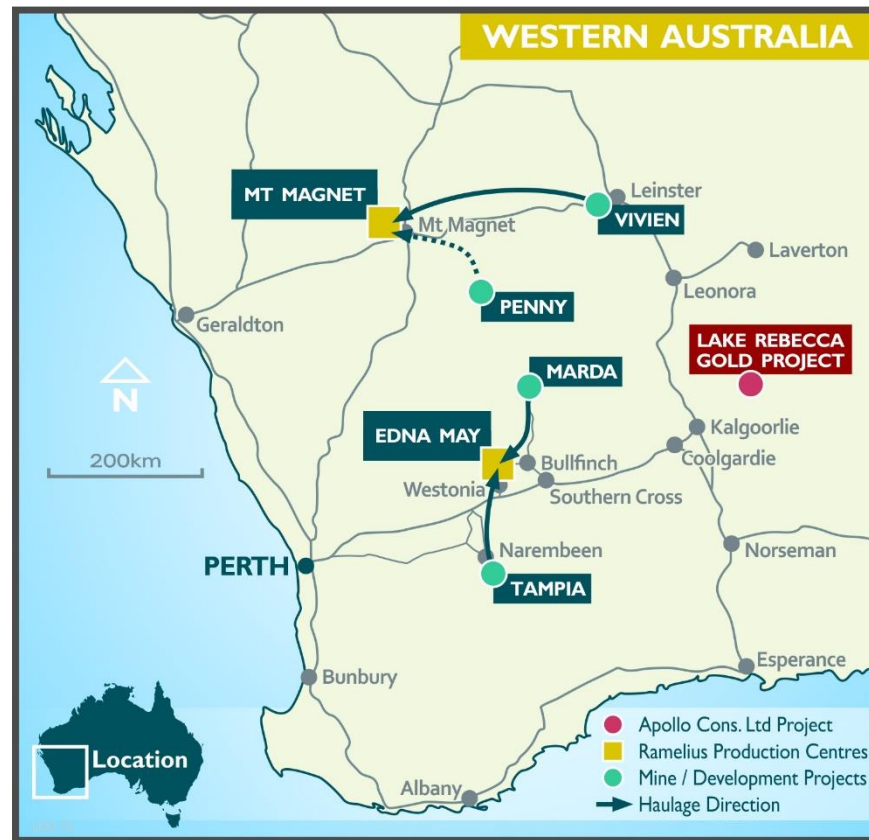 WESTERN AUSTRALIA
MT MAGNET
Mt Magnet
Leinster
VIVIEN
Laverton
Leonora
PENNY
Geraldton
LAKE REBECCA
GOLD PROJECT
MARDA
N
200km
EDNA MAY
Kalgoorlie
Coolgardie
Bullfinch
Westonia
Southern Cross
PERTH
Narembeen
Norseman
TAMPIA
Esperance
Bunbury
Albany
Location
Apollo Cons. Ltd Project
Ramelius Production Centres
Mine / Development Projects
Haulage Direction